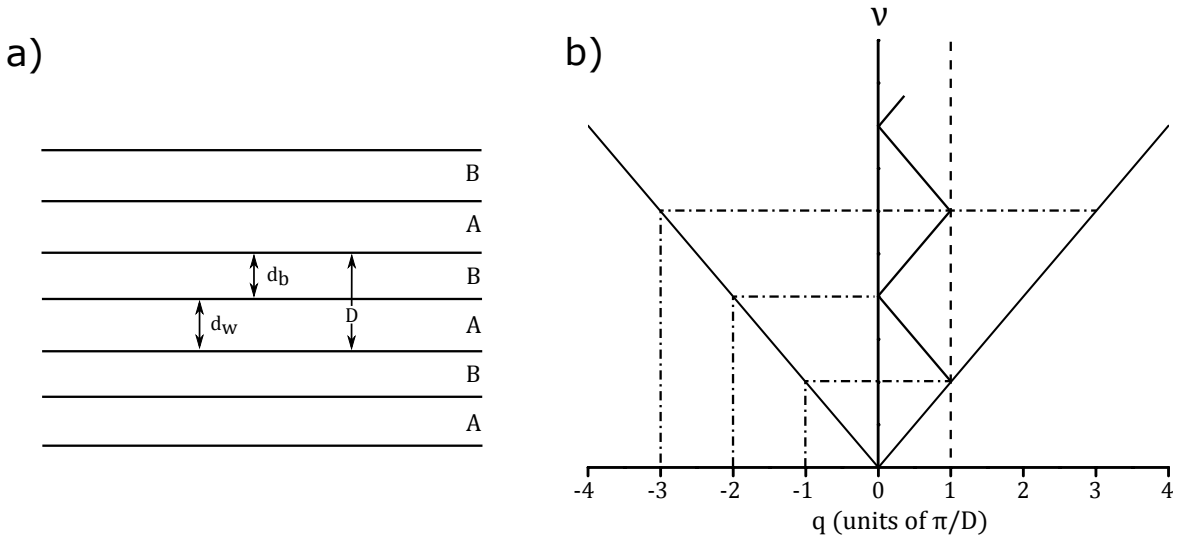 a)
B
A
B
d_b
D
A
d_w
B
A
b)
ν
-4 -3 -2 -1 0 1 2 3 4
q (units of π/D)